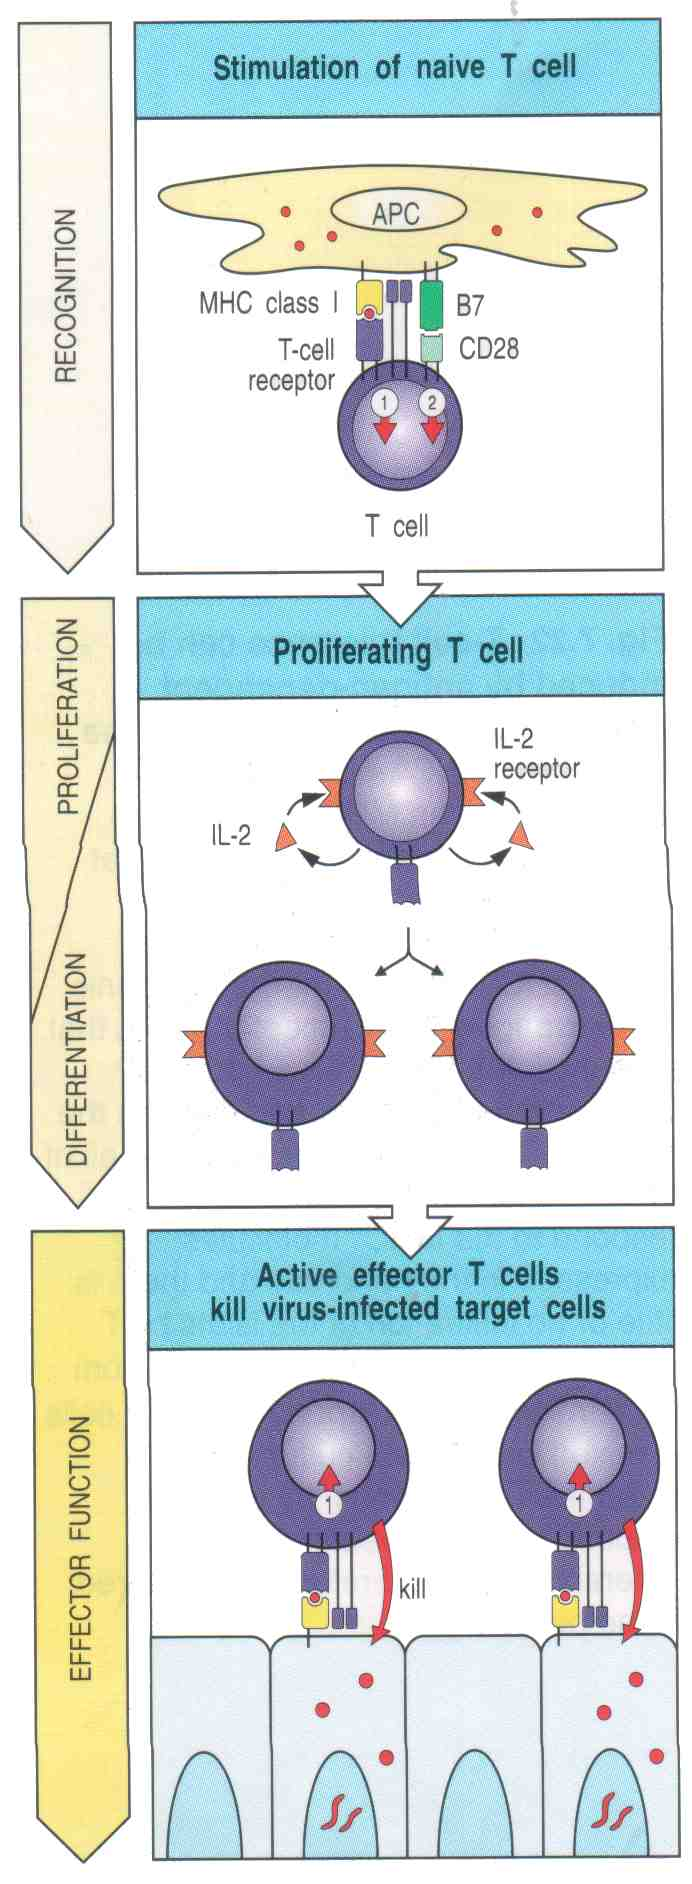 RECOGNITION
Stimulation of naive T cell
APC
MHC class I
B7
T-cell
receptor
CD28
1
2
T cell
PROLIFERATION
DIFFERENTIATION
Proliferating T cell
IL-2
receptor
IL-2
EFFECTOR FUNCTION
Active effector T cells
kill virus-infected target cells
1
1
kill